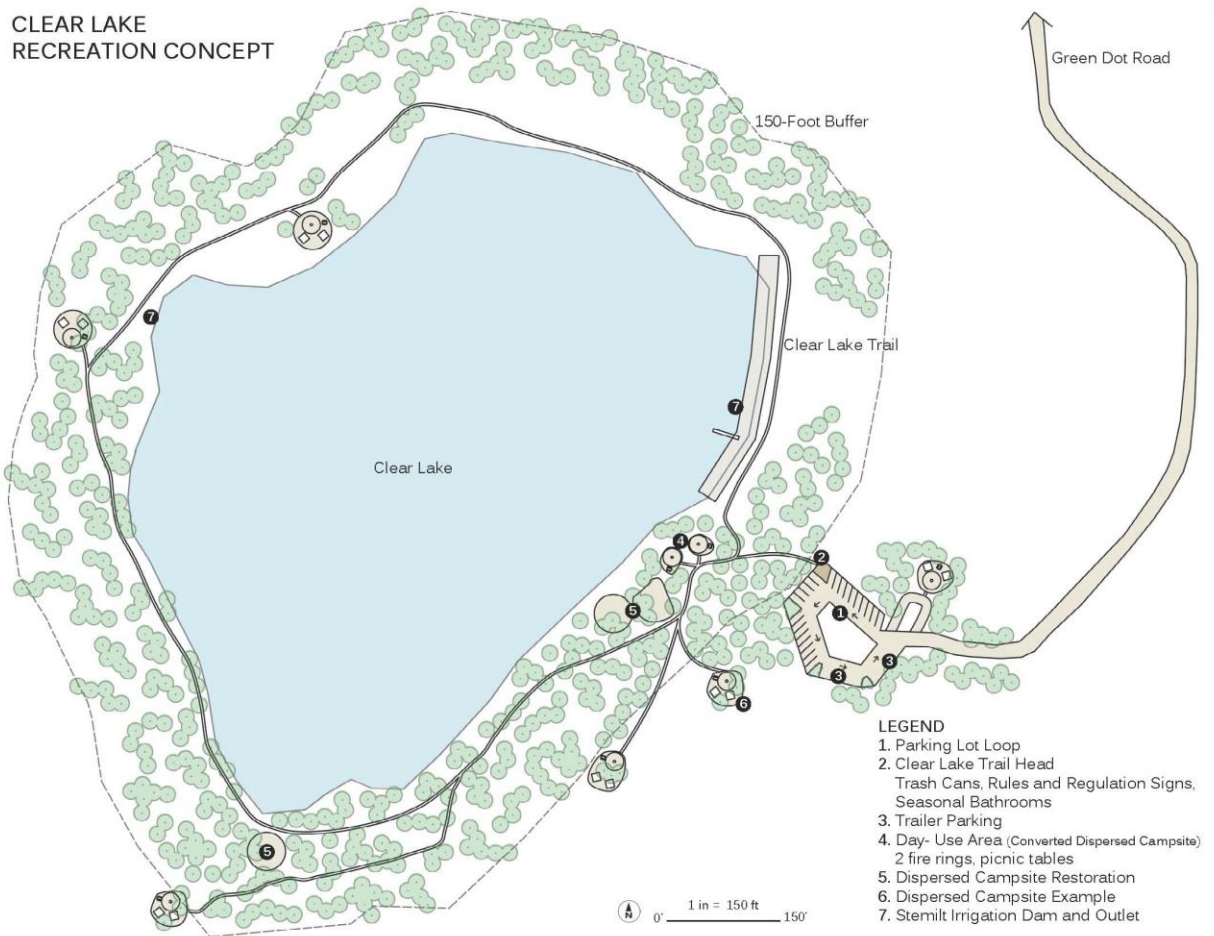 CLEAR LAKE
RECREATION CONCEPT
Green Dot Road
150-Foot Buffer
7
Clear Lake Trail
7
Clear Lake
4
2
5
1
3
3
6
5
LEGEND
1. Parking Lot Loop
2. Clear Lake Trail Head
Trash Cans, Rules and Regulation Signs,
Seasonal Bathrooms
3. Trailer Parking
4. Day- Use Area (Converted Dispersed Campsite)
2 fire rings, picnic tables
5. Dispersed Campsite Restoration
6. Dispersed Campsite Example
7. Stemilt Irrigation Dam and Outlet
N
1 in = 150 ft
0' 150'